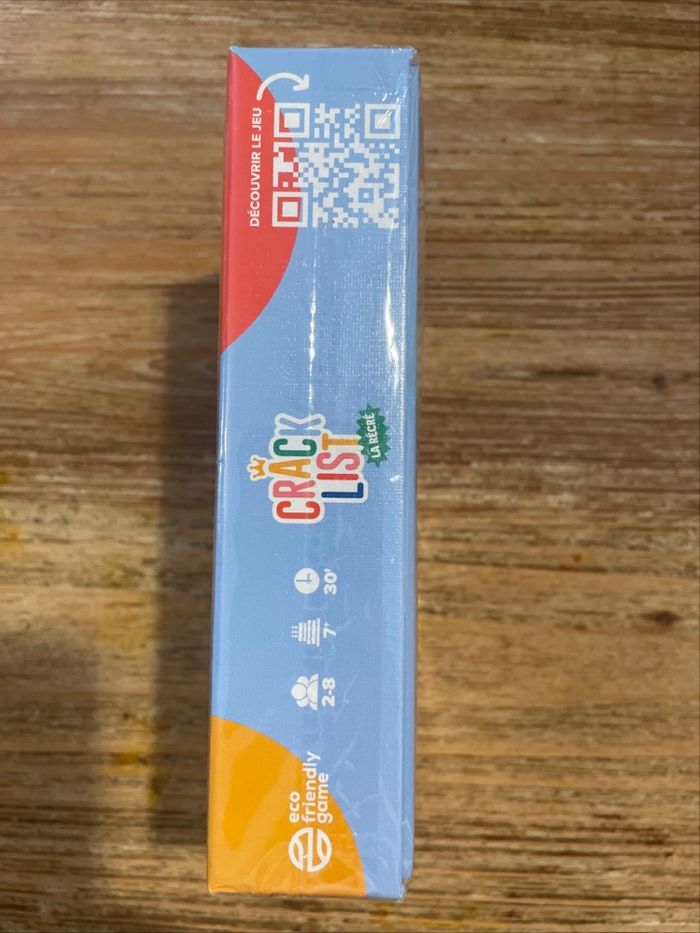 eco
friendly
game
2-8
7+
30'
CRACK
LIST
LA RÉCRÉ
DÉCOUVRIR LE JEU